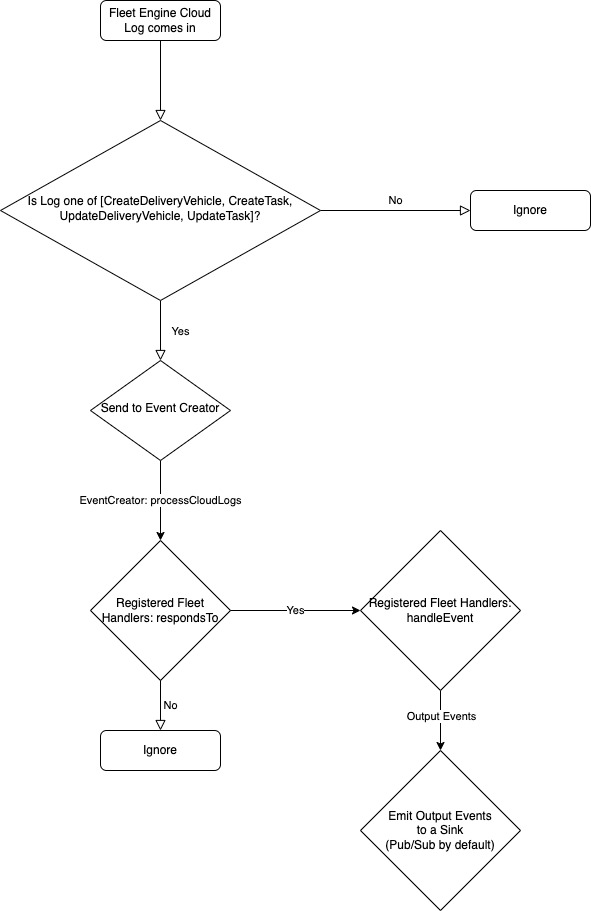 Fleet Engine Cloud
Log comes in
Is Log one of [CreateDeliveryVehicle, CreateTask,
UpdateDeliveryVehicle, UpdateTask]?
No
Ignore
Yes
Send to Event Creator
EventCreator: processCloudLogs
Registered Fleet
Handlers: respondsTo
Yes
Registered Fleet Handlers:
handleEvent
No
Ignore
Output Events
Emit Output Events
to a Sink
(Pub/Sub by default)